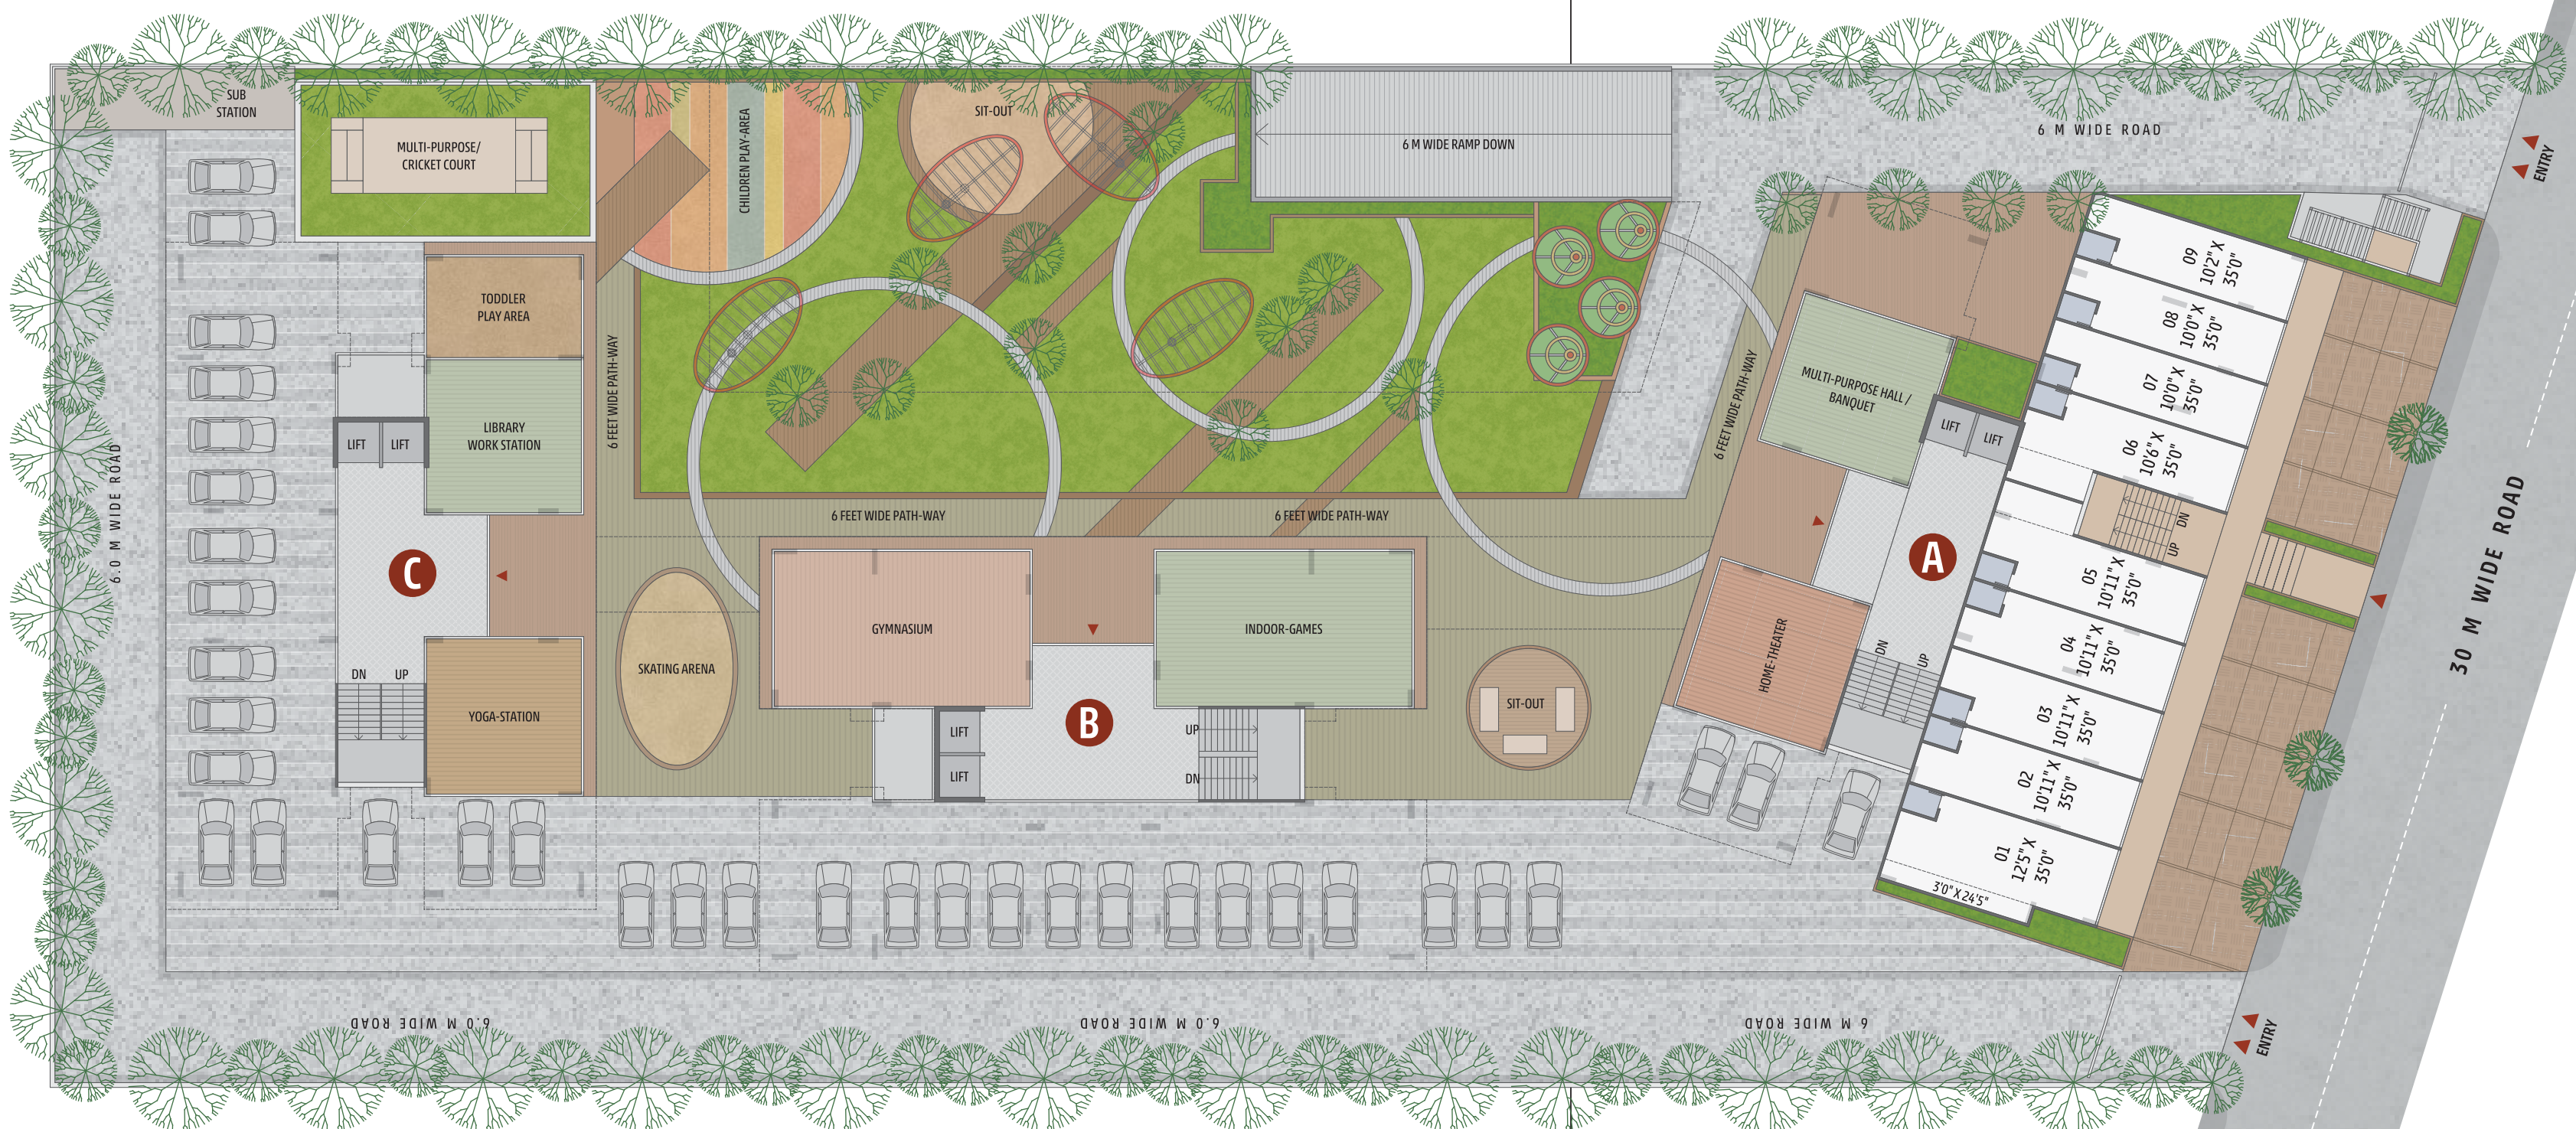 SUB
STATION
MULTI-PURPOSE/
CRICKET COURT
CHILDREN PLAY-AREA
SIT-OUT
6 M WIDE RAMP DOWN
6 M WIDE ROAD
ENTRY
TODDLER
PLAY AREA
LIBRARY
WORK STATION
LIFT
LIFT
6.0 M WIDE ROAD
6 FEET WIDE PATH-WAY
6 FEET WIDE PATH-WAY
6 FEET WIDE PATH-WAY
6 FEET WIDE PATH-WAY
C
DN
UP
YOGA-STATION
SKATING ARENA
GYMNASIUM
INDOOR-GAMES
B
LIFT
LIFT
UP
DN
SIT-OUT
MULTI-PURPOSE HALL /
BANQUET
LIFT
LIFT
A
HOME-THEATER
DN
UP
09
10'2" X
35'0"
08
10'0" X
35'0"
07
10'0" X
35'0"
06
10'6" X
35'0"
DN
UP
05
10'11" X
35'0"
04
10'11" X
35'0"
03
10'11" X
35'0"
02
10'11" X
35'0"
01
12'5" X
35'0"
3'0" X 24'5"
30 M WIDE ROAD
6.0 M WIDE ROAD
6.0 M WIDE ROAD
6 M WIDE ROAD
ENTRY